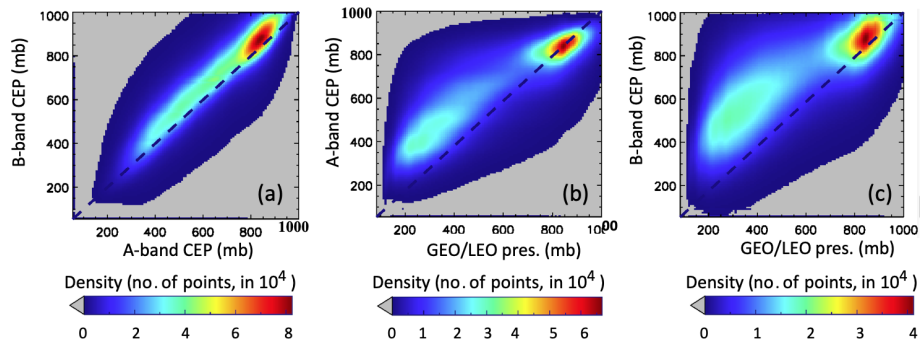 1000
800
600
400
200
B-band CEP (mb)
(a)
200 400 600 800 1000
A-band CEP (mb)
Density (no. of points, in 10⁴)
0 2 4 6 8
1000
800
600
400
200
A-band CEP (mb)
(b)
200 400 600 800 1000
GEO/LEO pres. (mb)
Density (no. of points, in 10⁴)
0 1 2 3 4 5 6
1000
800
600
400
200
B-band CEP (mb)
(c)
200 400 600 800 1000
GEO/LEO pres. (mb)
Density (no. of points, in 10⁴)
0 1 2 3 4